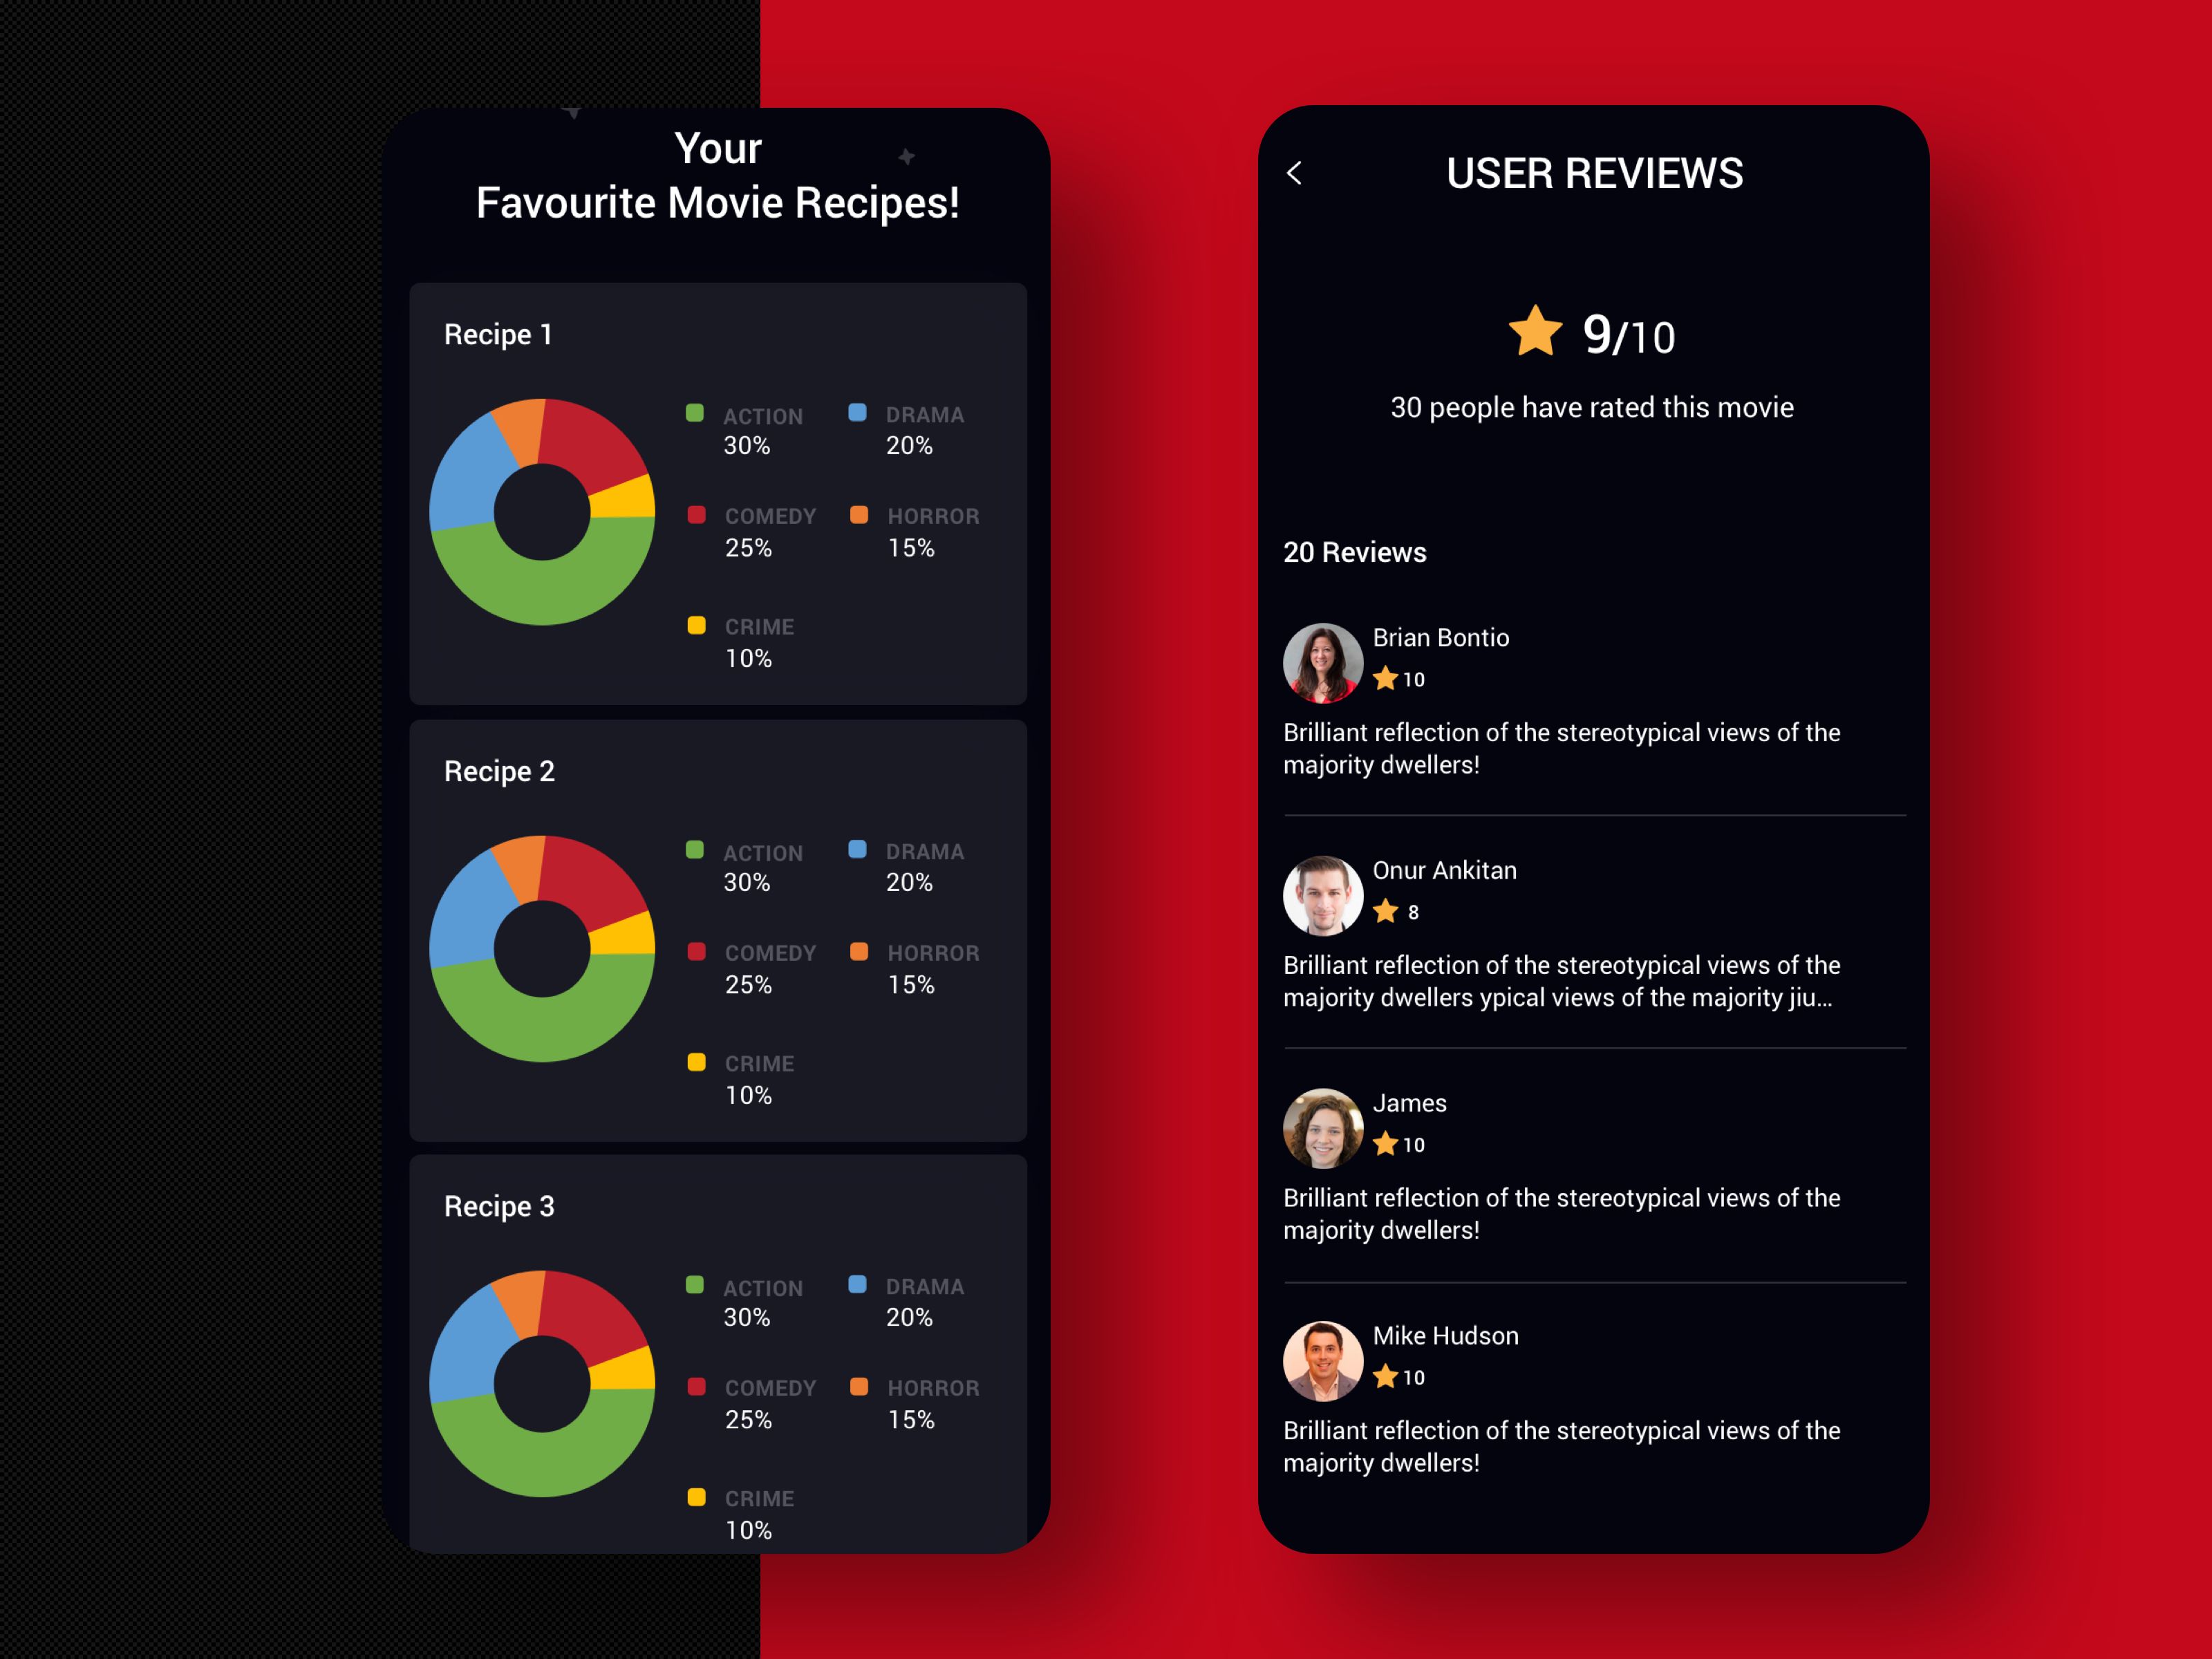 Your
Favourite Movie Recipes!
Recipe 1
ACTION
30%
DRAMA
20%
COMEDY
25%
HORROR
15%
CRIME
10%
Recipe 2
ACTION
30%
DRAMA
20%
COMEDY
25%
HORROR
15%
CRIME
10%
Recipe 3
ACTION
30%
DRAMA
20%
COMEDY
25%
HORROR
15%
CRIME
10%
USER REVIEWS
9/10
30 people have rated this movie
20 Reviews
Brian Bontio
10
Brilliant reflection of the stereotypical views of the
majority dwellers!
Onur Ankitan
8
Brilliant reflection of the stereotypical views of the
majority dwellers ypical views of the majority jiu...
James
10
Brilliant reflection of the stereotypical views of the
majority dwellers!
Mike Hudson
10
Brilliant reflection of the stereotypical views of the
majority dwellers!